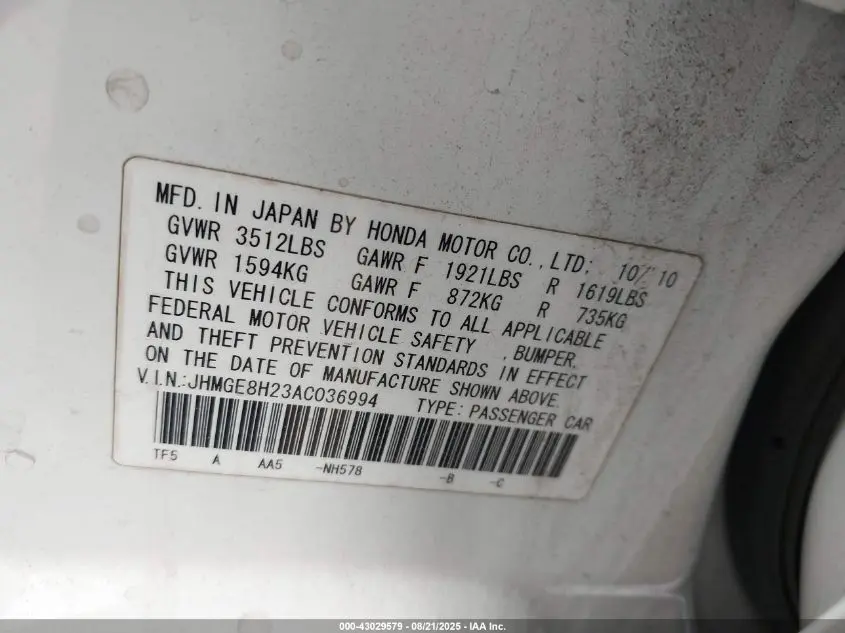 MFD. IN JAPAN BY HONDA MOTOR CO., LTD; 10/'10
GVWR 3512LBS GAWR F 1921LBS R 1619LBS
GVWR 1594KG GAWR F 872KG R 735KG
THIS VEHICLE CONFORMS TO ALL APPLICABLE
FEDERAL MOTOR VEHICLE SAFETY , BUMPER,
AND THEFT PREVENTION STANDARDS IN EFFECT
ON THE DATE OF MANUFACTURE SHOWN ABOVE.
V.I.N.:JHMGE8H23AC036994 TYPE:PASSENGER CAR
TF5 A AA5 -NH578 -B -C
000-43029579 - 08/21/2025 - IAA Inc.